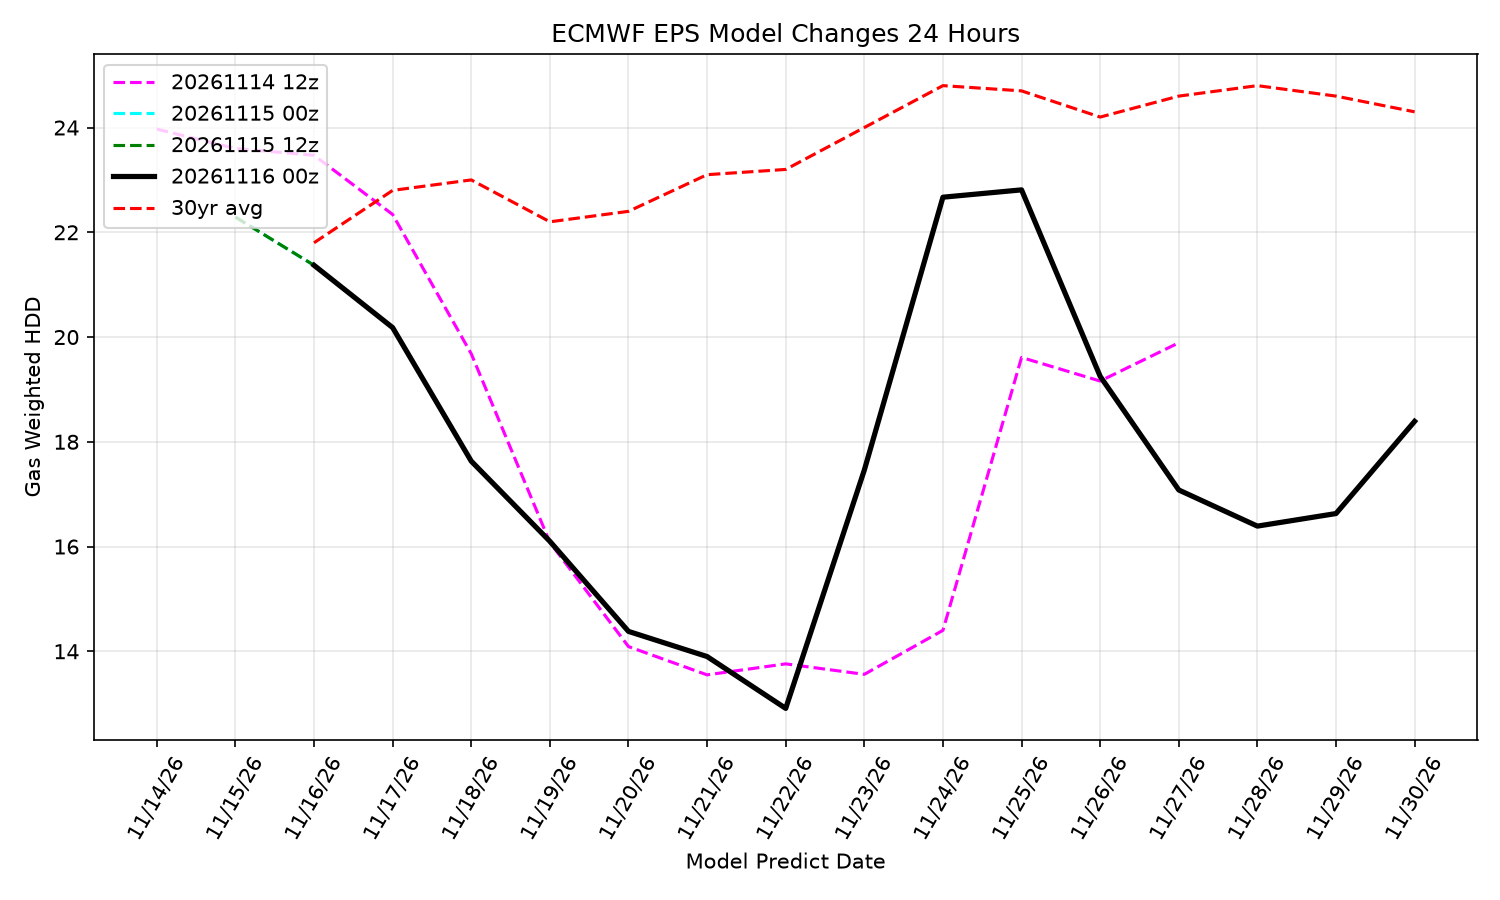 ECMWF EPS Model Changes 24 Hours
20261114 12z
20261115 00z
20261115 12z
20261116 00z
30yr avg
Gas Weighted HDD
24
22
20
18
16
14
11/14/26
11/15/26
11/16/26
11/17/26
11/18/26
11/19/26
11/20/26
11/21/26
11/22/26
11/23/26
11/24/26
11/25/26
11/26/26
11/27/26
11/28/26
11/29/26
11/30/26
Model Predict Date